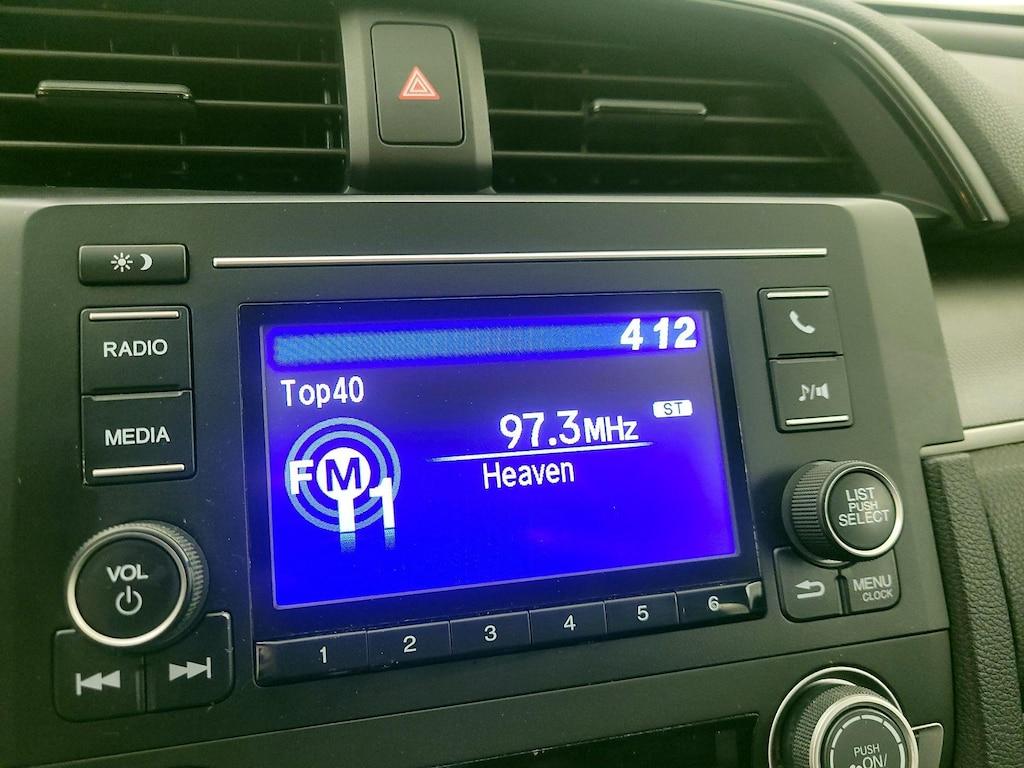 RADIO
MEDIA
VOL
4 12
Top40
ST
97.3MHz
Heaven
FM
1
1 2 3 4 5 6
LIST
PUSH
SELECT
MENU
CLOCK
PUSH
ON/